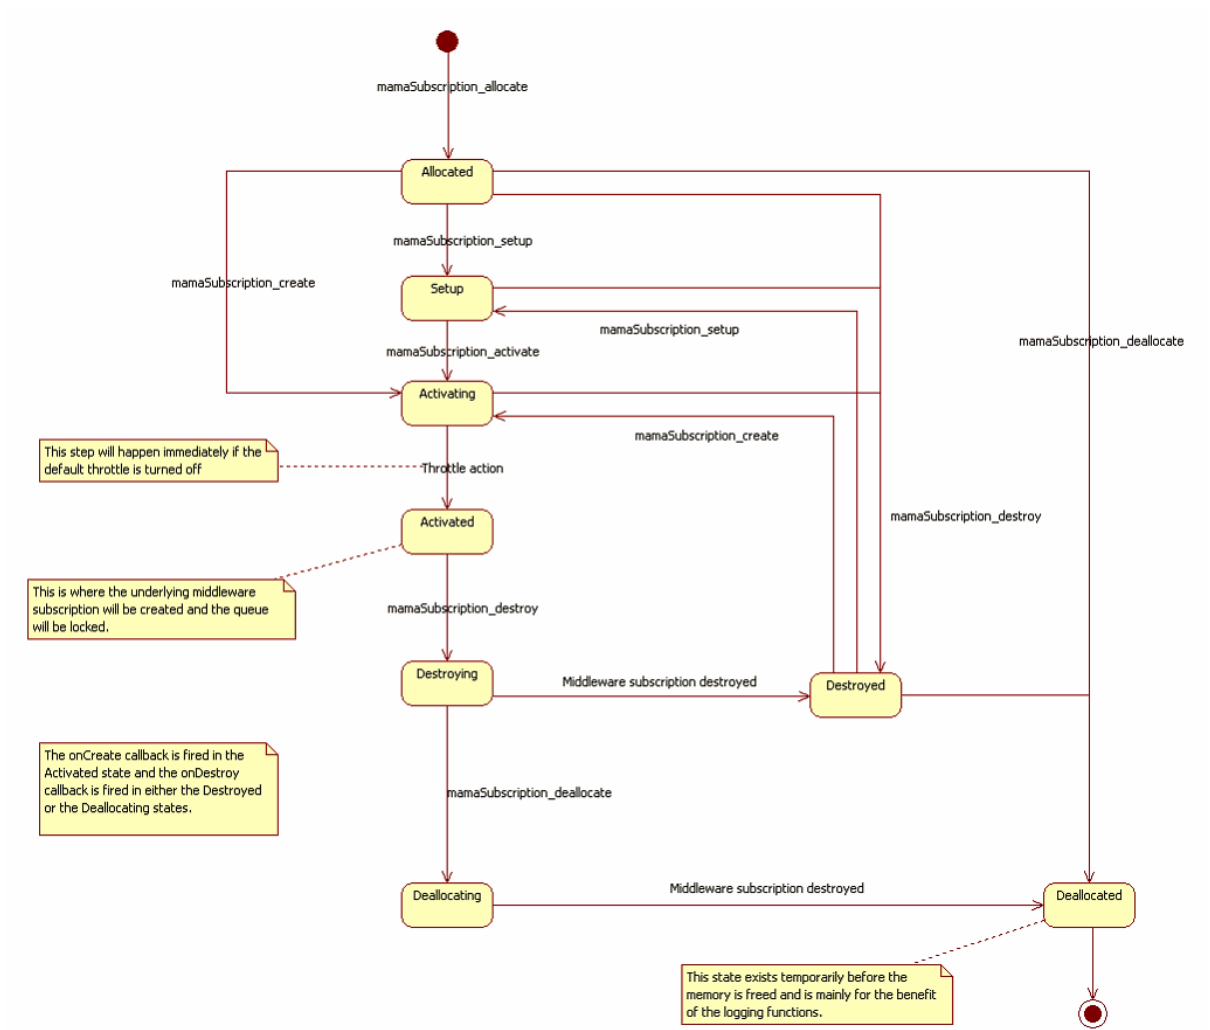 mamaSubscription_allocate
Allocated
mamaSubscription_setup
mamaSubscription_create
Setup
mamaSubscription_setup
mamaSubscription_deallocate
mamaSubscription_activate
Activating
mamaSubscription_create
This step will happen immediately if the
default throttle is turned off
Throttle action
Activated
mamaSubscription_destroy
This is where the underlying middleware
subscription will be created and the queue
will be locked.
mamaSubscription_destroy
Destroying
Middleware subscription destroyed
Destroyed
The onCreate callback is fired in the
Activated state and the onDestroy
callback is fired in either the Destroyed
or the Deallocating states.
mamaSubscription_deallocate
Deallocating
Middleware subscription destroyed
Deallocated
This state exists temporarily before the
memory is freed and is mainly for the benefit
of the logging functions.